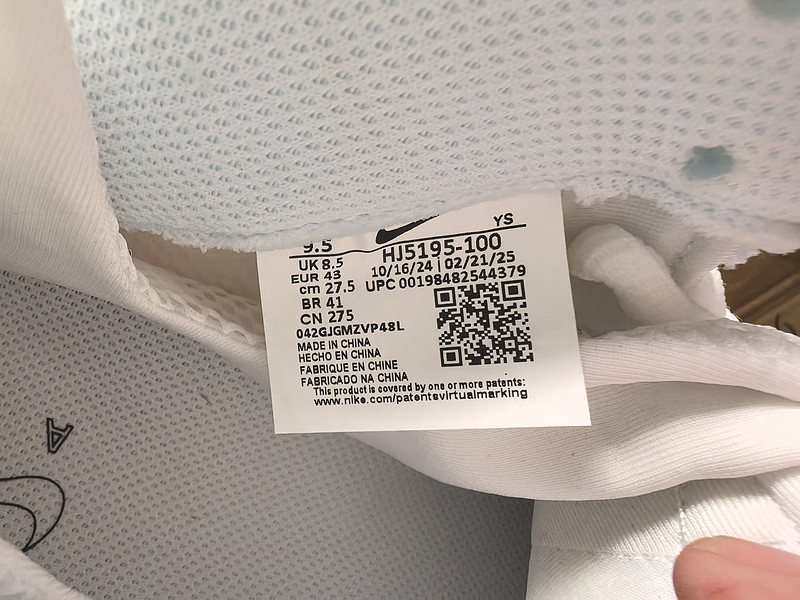 YS
9.5
HJ5195-100
UK 8.5
10/16/24 | 02/21/25
EUR 43
UPC 00198482544379
cm 27.5
BR 41
CN 275
042GJGMZVP48L
MADE IN CHINA
HECHO EN CHINA
FABRIQUE EN CHINE
FABRICADO NA CHINA
This product is covered by one or more patents:
www.nike.com/patentsvirtualmarking
A